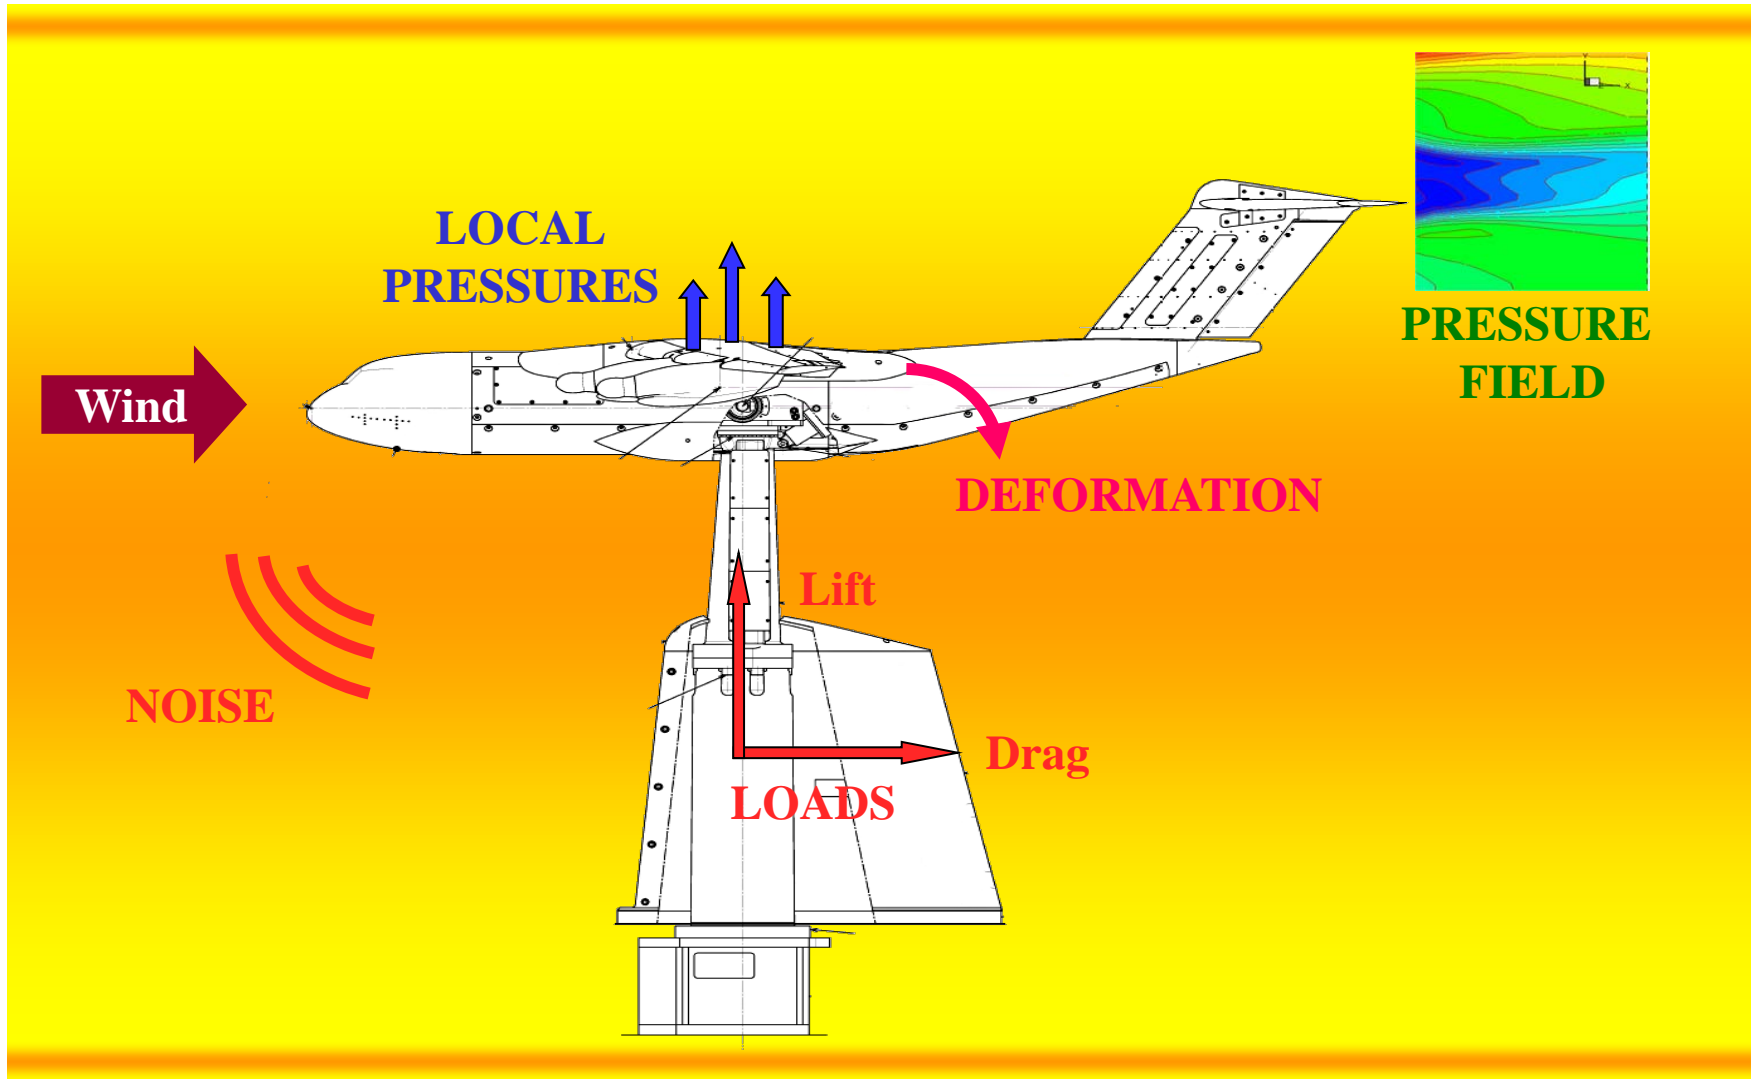 LOCAL
PRESSURES
PRESSURE
FIELD
Wind
DEFORMATION
Lift
NOISE
Drag
LOADS
Y
X